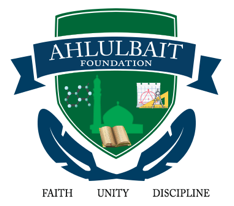 AHLULBAIT
FOUNDATION
FAITH UNITY DISCIPLINE